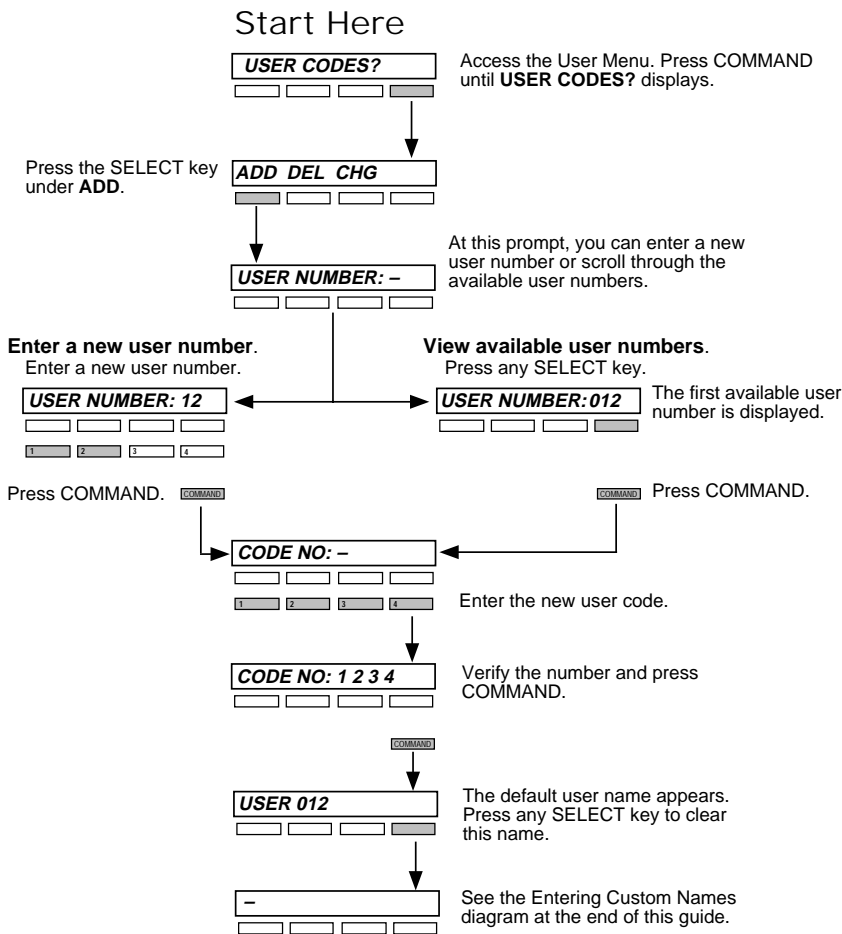 Start Here
USER CODES?
Access the User Menu. Press COMMAND
until USER CODES? displays.
Press the SELECT key
under ADD.
ADD DEL CHG
At this prompt, you can enter a new
user number or scroll through the
available user numbers.
USER NUMBER: –
Enter a new user number.
Enter a new user number.
USER NUMBER: 12
1 2 3 4
View available user numbers.
Press any SELECT key.
USER NUMBER:012
The first available user
number is displayed.
Press COMMAND. COMMAND
COMMAND Press COMMAND.
CODE NO: –
1 2 3 4
Enter the new user code.
CODE NO: 1 2 3 4
Verify the number and press
COMMAND.
COMMAND
USER 012
The default user name appears.
Press any SELECT key to clear
this name.
–
See the Entering Custom Names
diagram at the end of this guide.